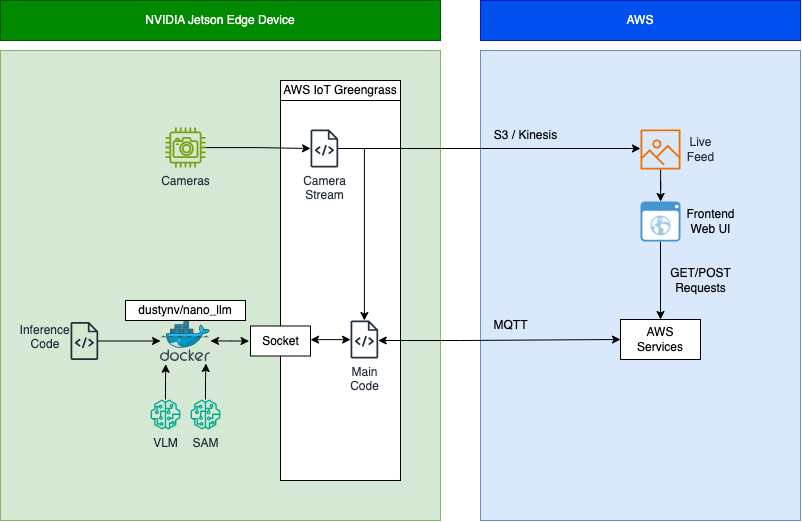 NVIDIA Jetson Edge Device
AWS
AWS IoT Greengrass
S3 / Kinesis
Cameras
Camera
Stream
Live
Feed
Frontend
Web UI
GET/POST
Requests
dustynv/nano_llm
Inference
Code
docker
Socket
Main
Code
MQTT
AWS
Services
VLM
SAM